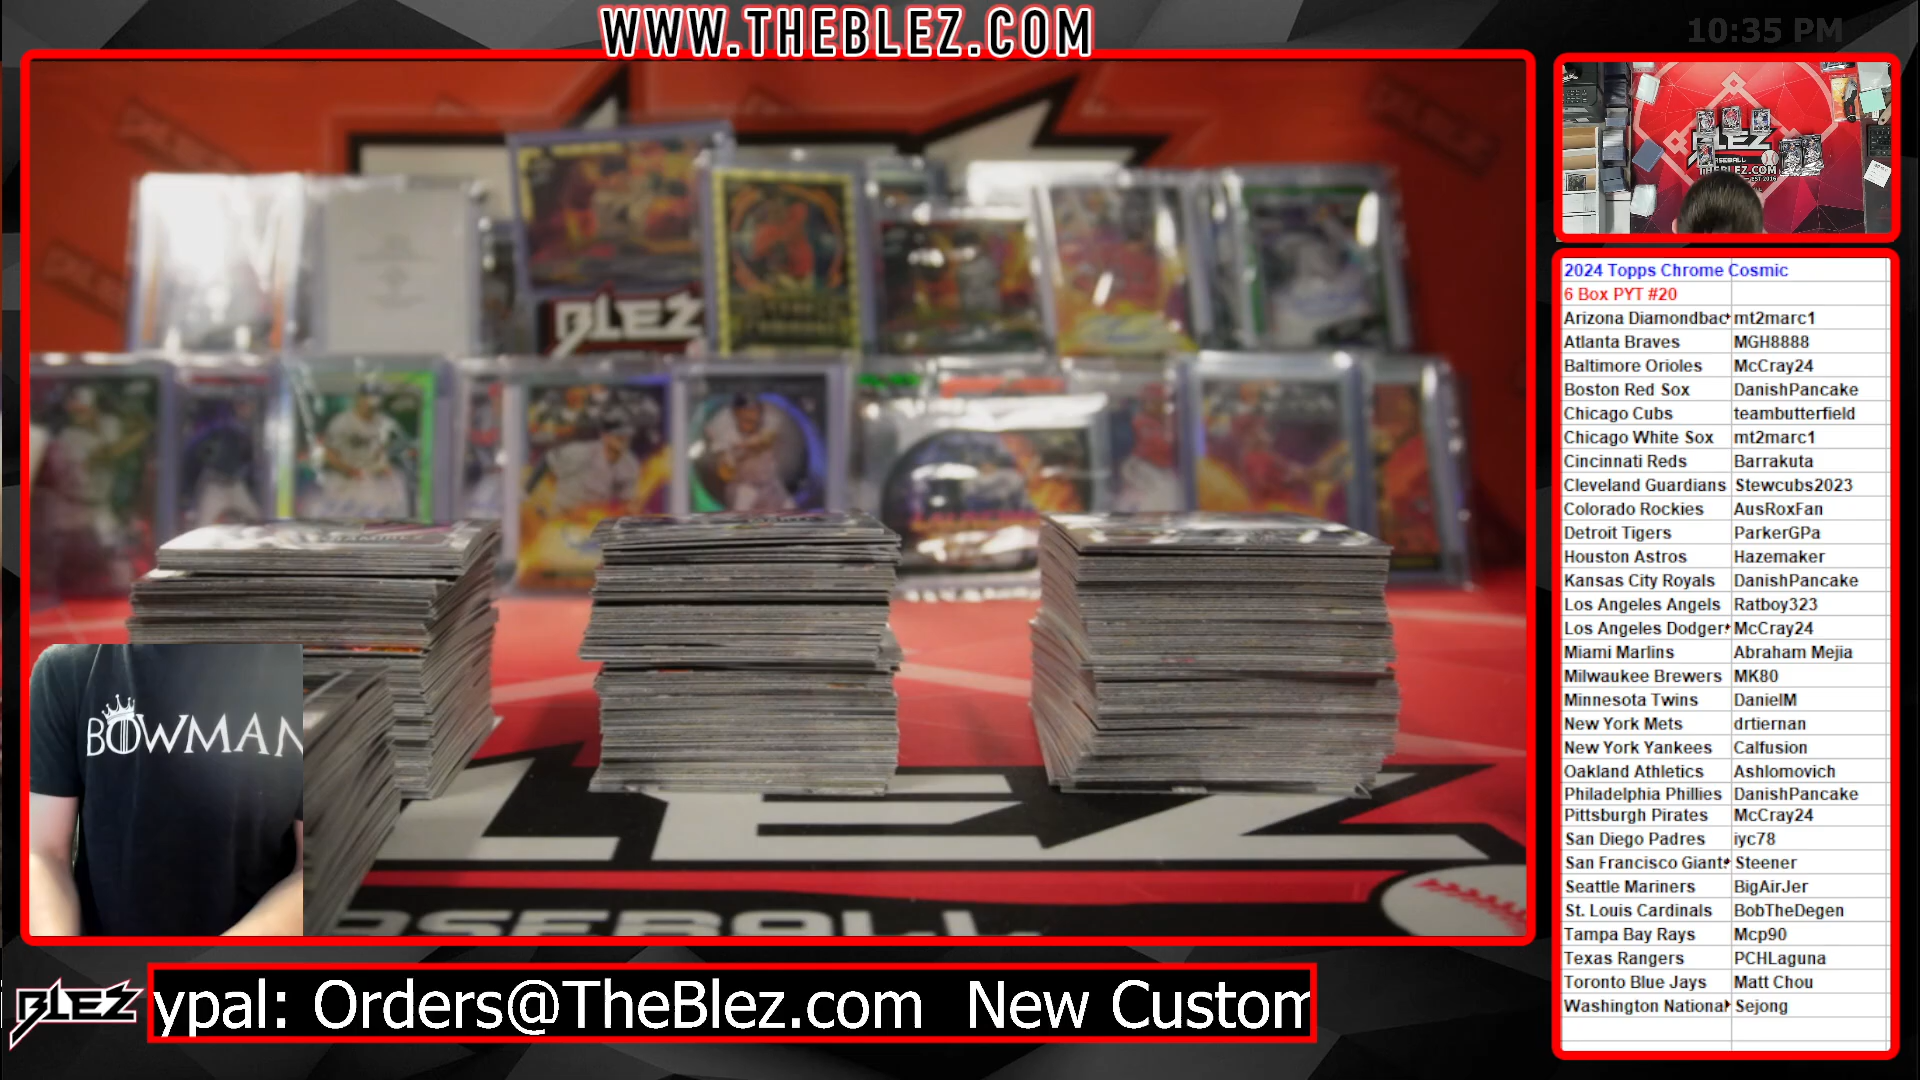 WWW.THEBLEZ.COM
10:35 PM
BLEZ
BOWMAN
BASEBALL
BLEZ
ypal: Orders@TheBlez.com New Custom
BLEZ
BASEBALL
THEBLEZ.COM
2024 Topps Chrome Cosmic
6 Box PYT #20
Arizona Diamondbac mt2marc1
Atlanta Braves MGH8888
Baltimore Orioles McCray24
Boston Red Sox DanishPancake
Chicago Cubs teambutterfield
Chicago White Sox mt2marc1
Cincinnati Reds Barrakuta
Cleveland Guardians Stewcubs2023
Colorado Rockies AusRoxFan
Detroit Tigers ParkerGPa
Houston Astros Hazemaker
Kansas City Royals DanishPancake
Los Angeles Angels Ratboy323
Los Angeles Dodger McCray24
Miami Marlins Abraham Mejia
Milwaukee Brewers MK80
Minnesota Twins DanielM
New York Mets drtiernan
New York Yankees Calfusion
Oakland Athletics Ashlomovich
Philadelphia Phillies DanishPancake
Pittsburgh Pirates McCray24
San Diego Padres iyc78
San Francisco Giant Steener
Seattle Mariners BigAirJer
St. Louis Cardinals BobTheDegen
Tampa Bay Rays Mcp90
Texas Rangers PCHLaguna
Toronto Blue Jays Matt Chou
Washington National Sejong